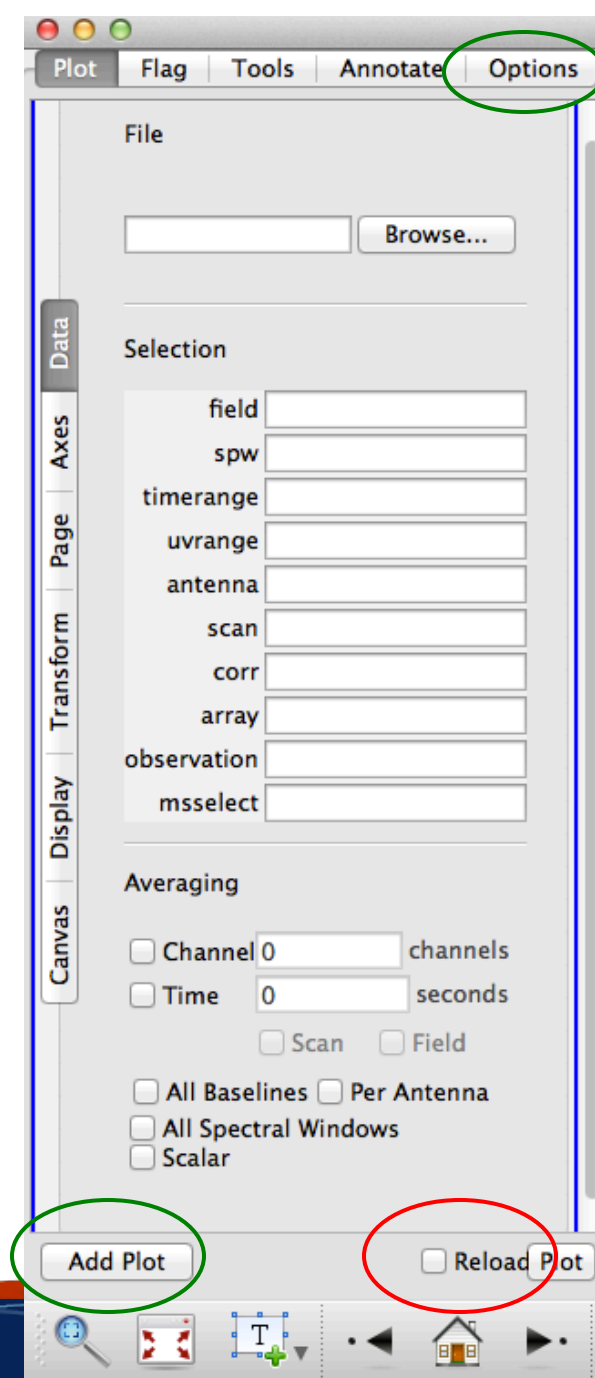 Plot Flag Tools Annotate Options
File
Browse...
Data
Axes
Page
Transform
Display
Canvas
Selection
field
spw
timerange
uvrange
antenna
scan
corr
array
observation
msselect
Averaging
Channel 0 channels
Time 0 seconds
Scan Field
All Baselines Per Antenna
All Spectral Windows
Scalar
Add Plot Reload Plot
T